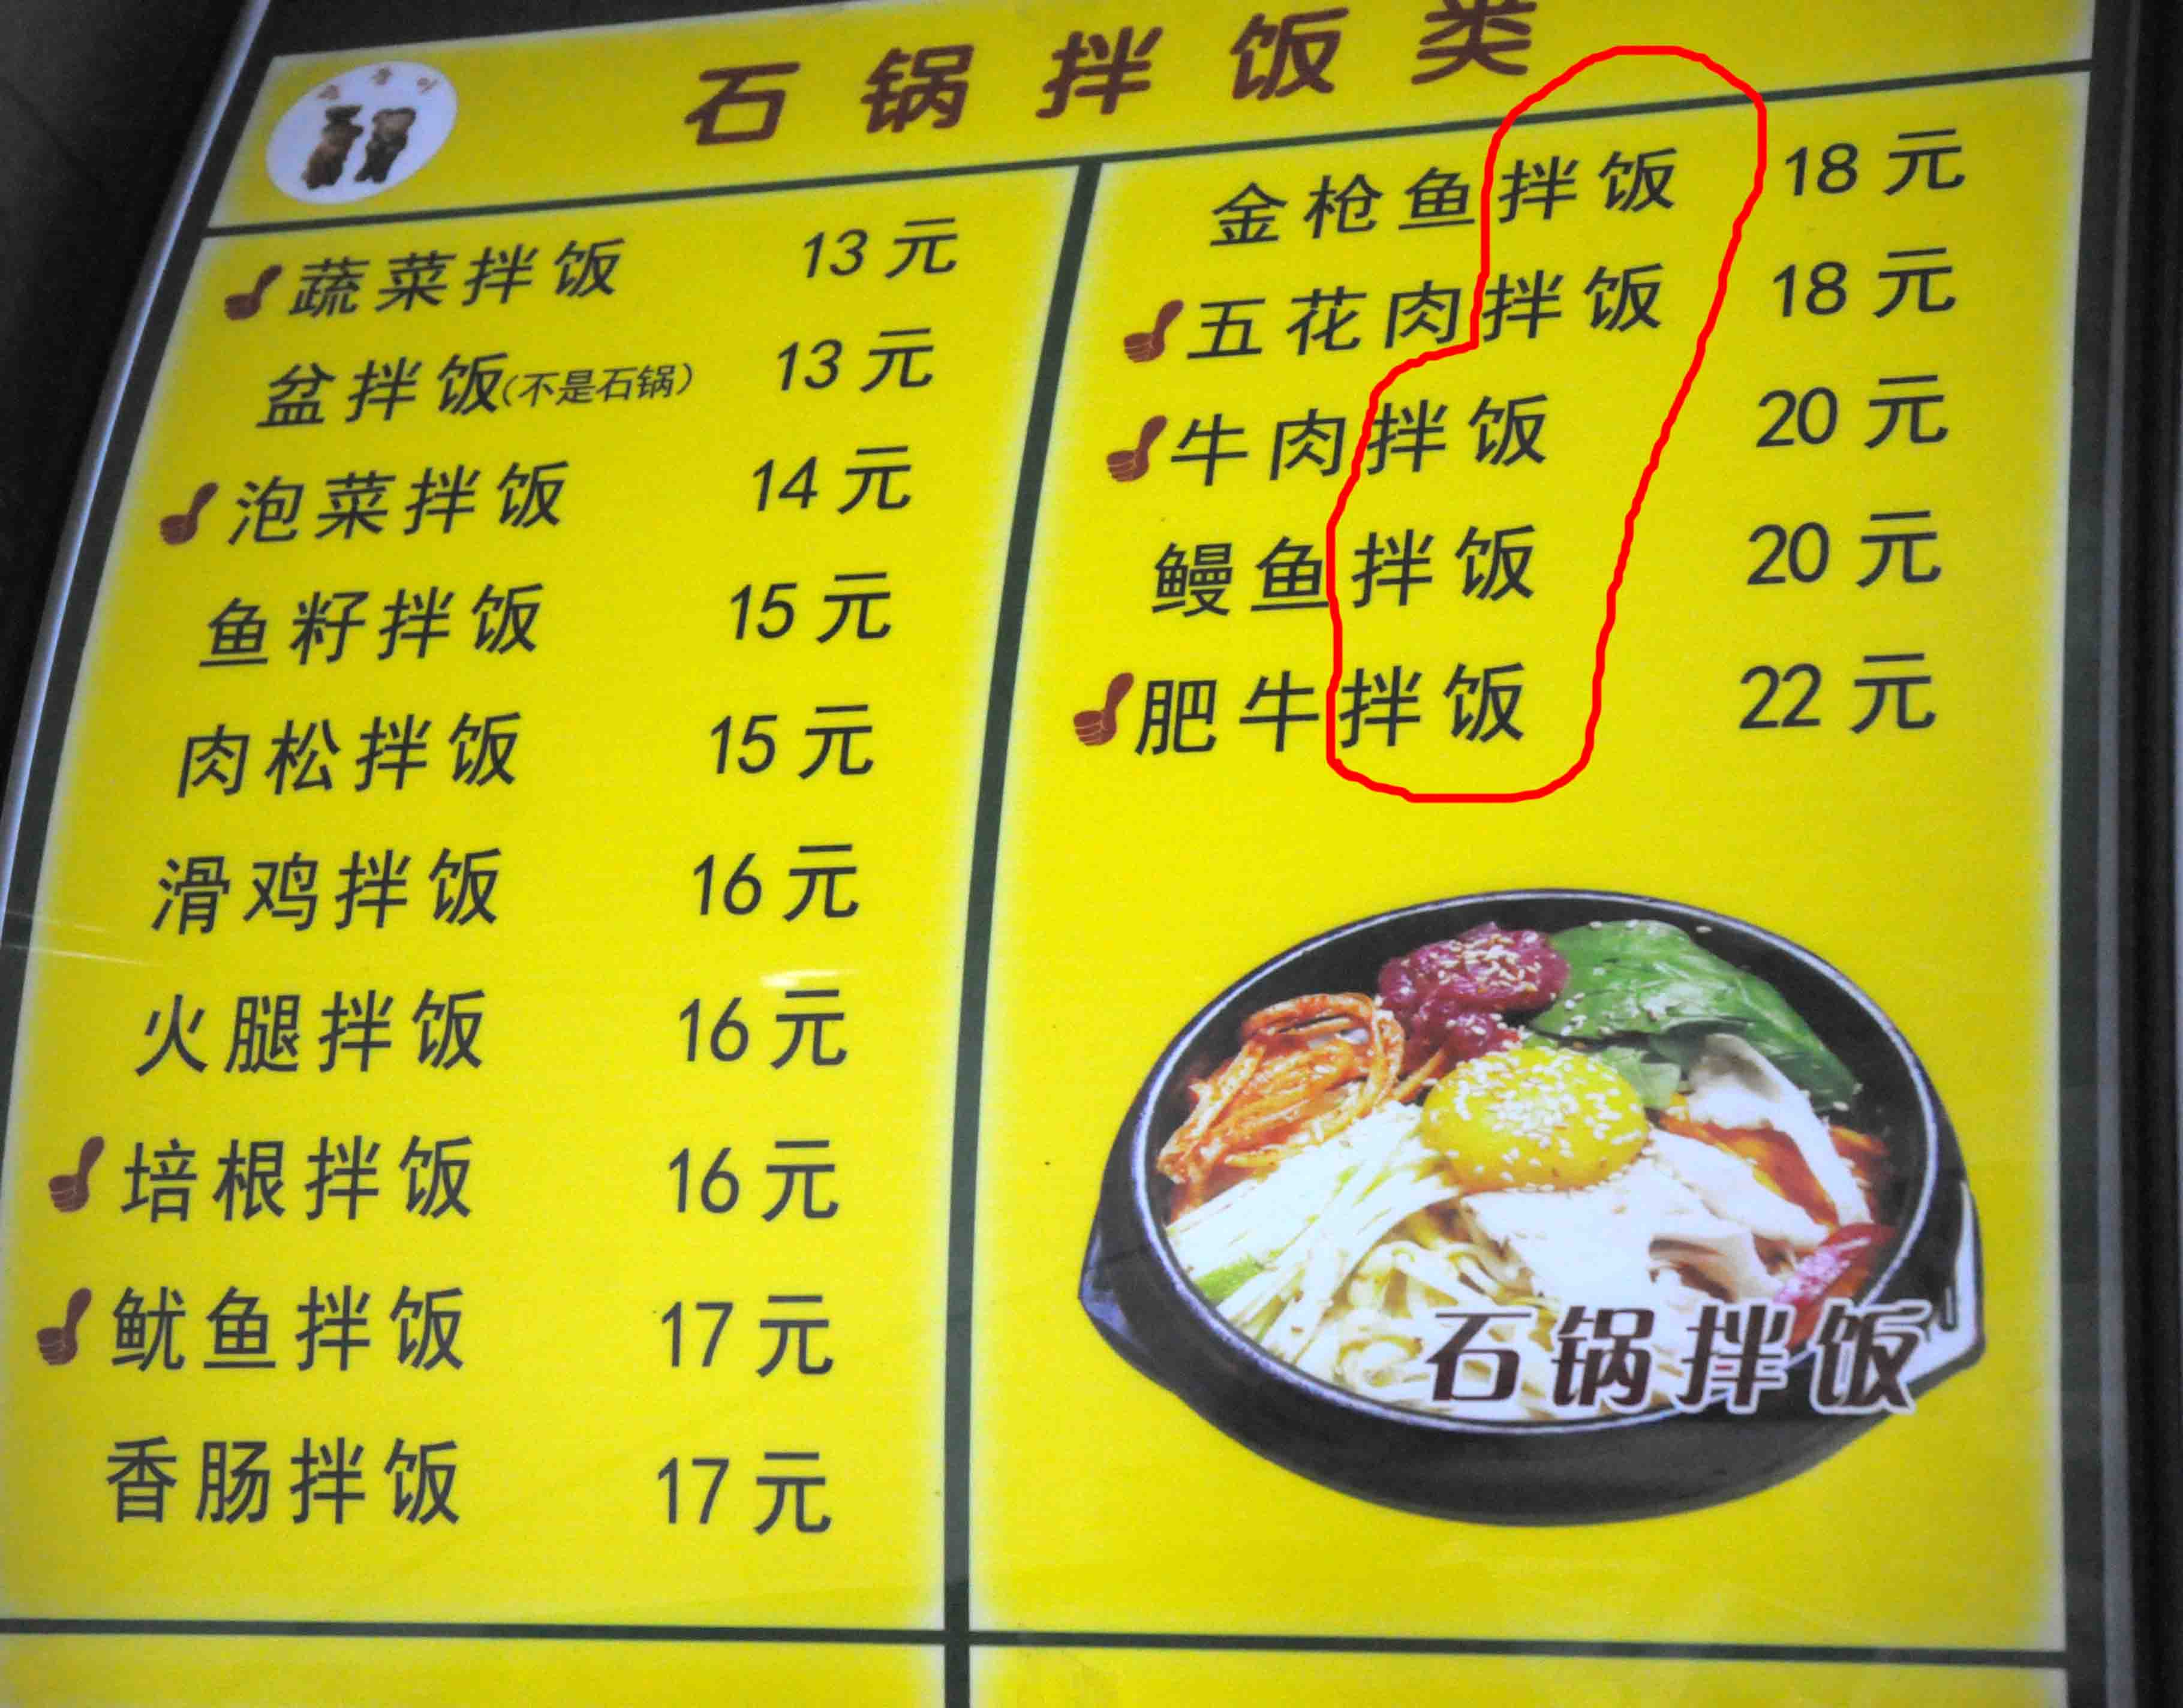 石锅拌饭类
蔬菜拌饭 13元
盆拌饭(不是石锅) 13元
泡菜拌饭 14元
鱼籽拌饭 15元
肉松拌饭 15元
滑鸡拌饭 16元
火腿拌饭 16元
培根拌饭 16元
鱿鱼拌饭 17元
香肠拌饭 17元
金枪鱼拌饭 18元
五花肉拌饭 18元
牛肉拌饭 20元
鳗鱼拌饭 20元
肥牛拌饭 22元
石锅拌饭